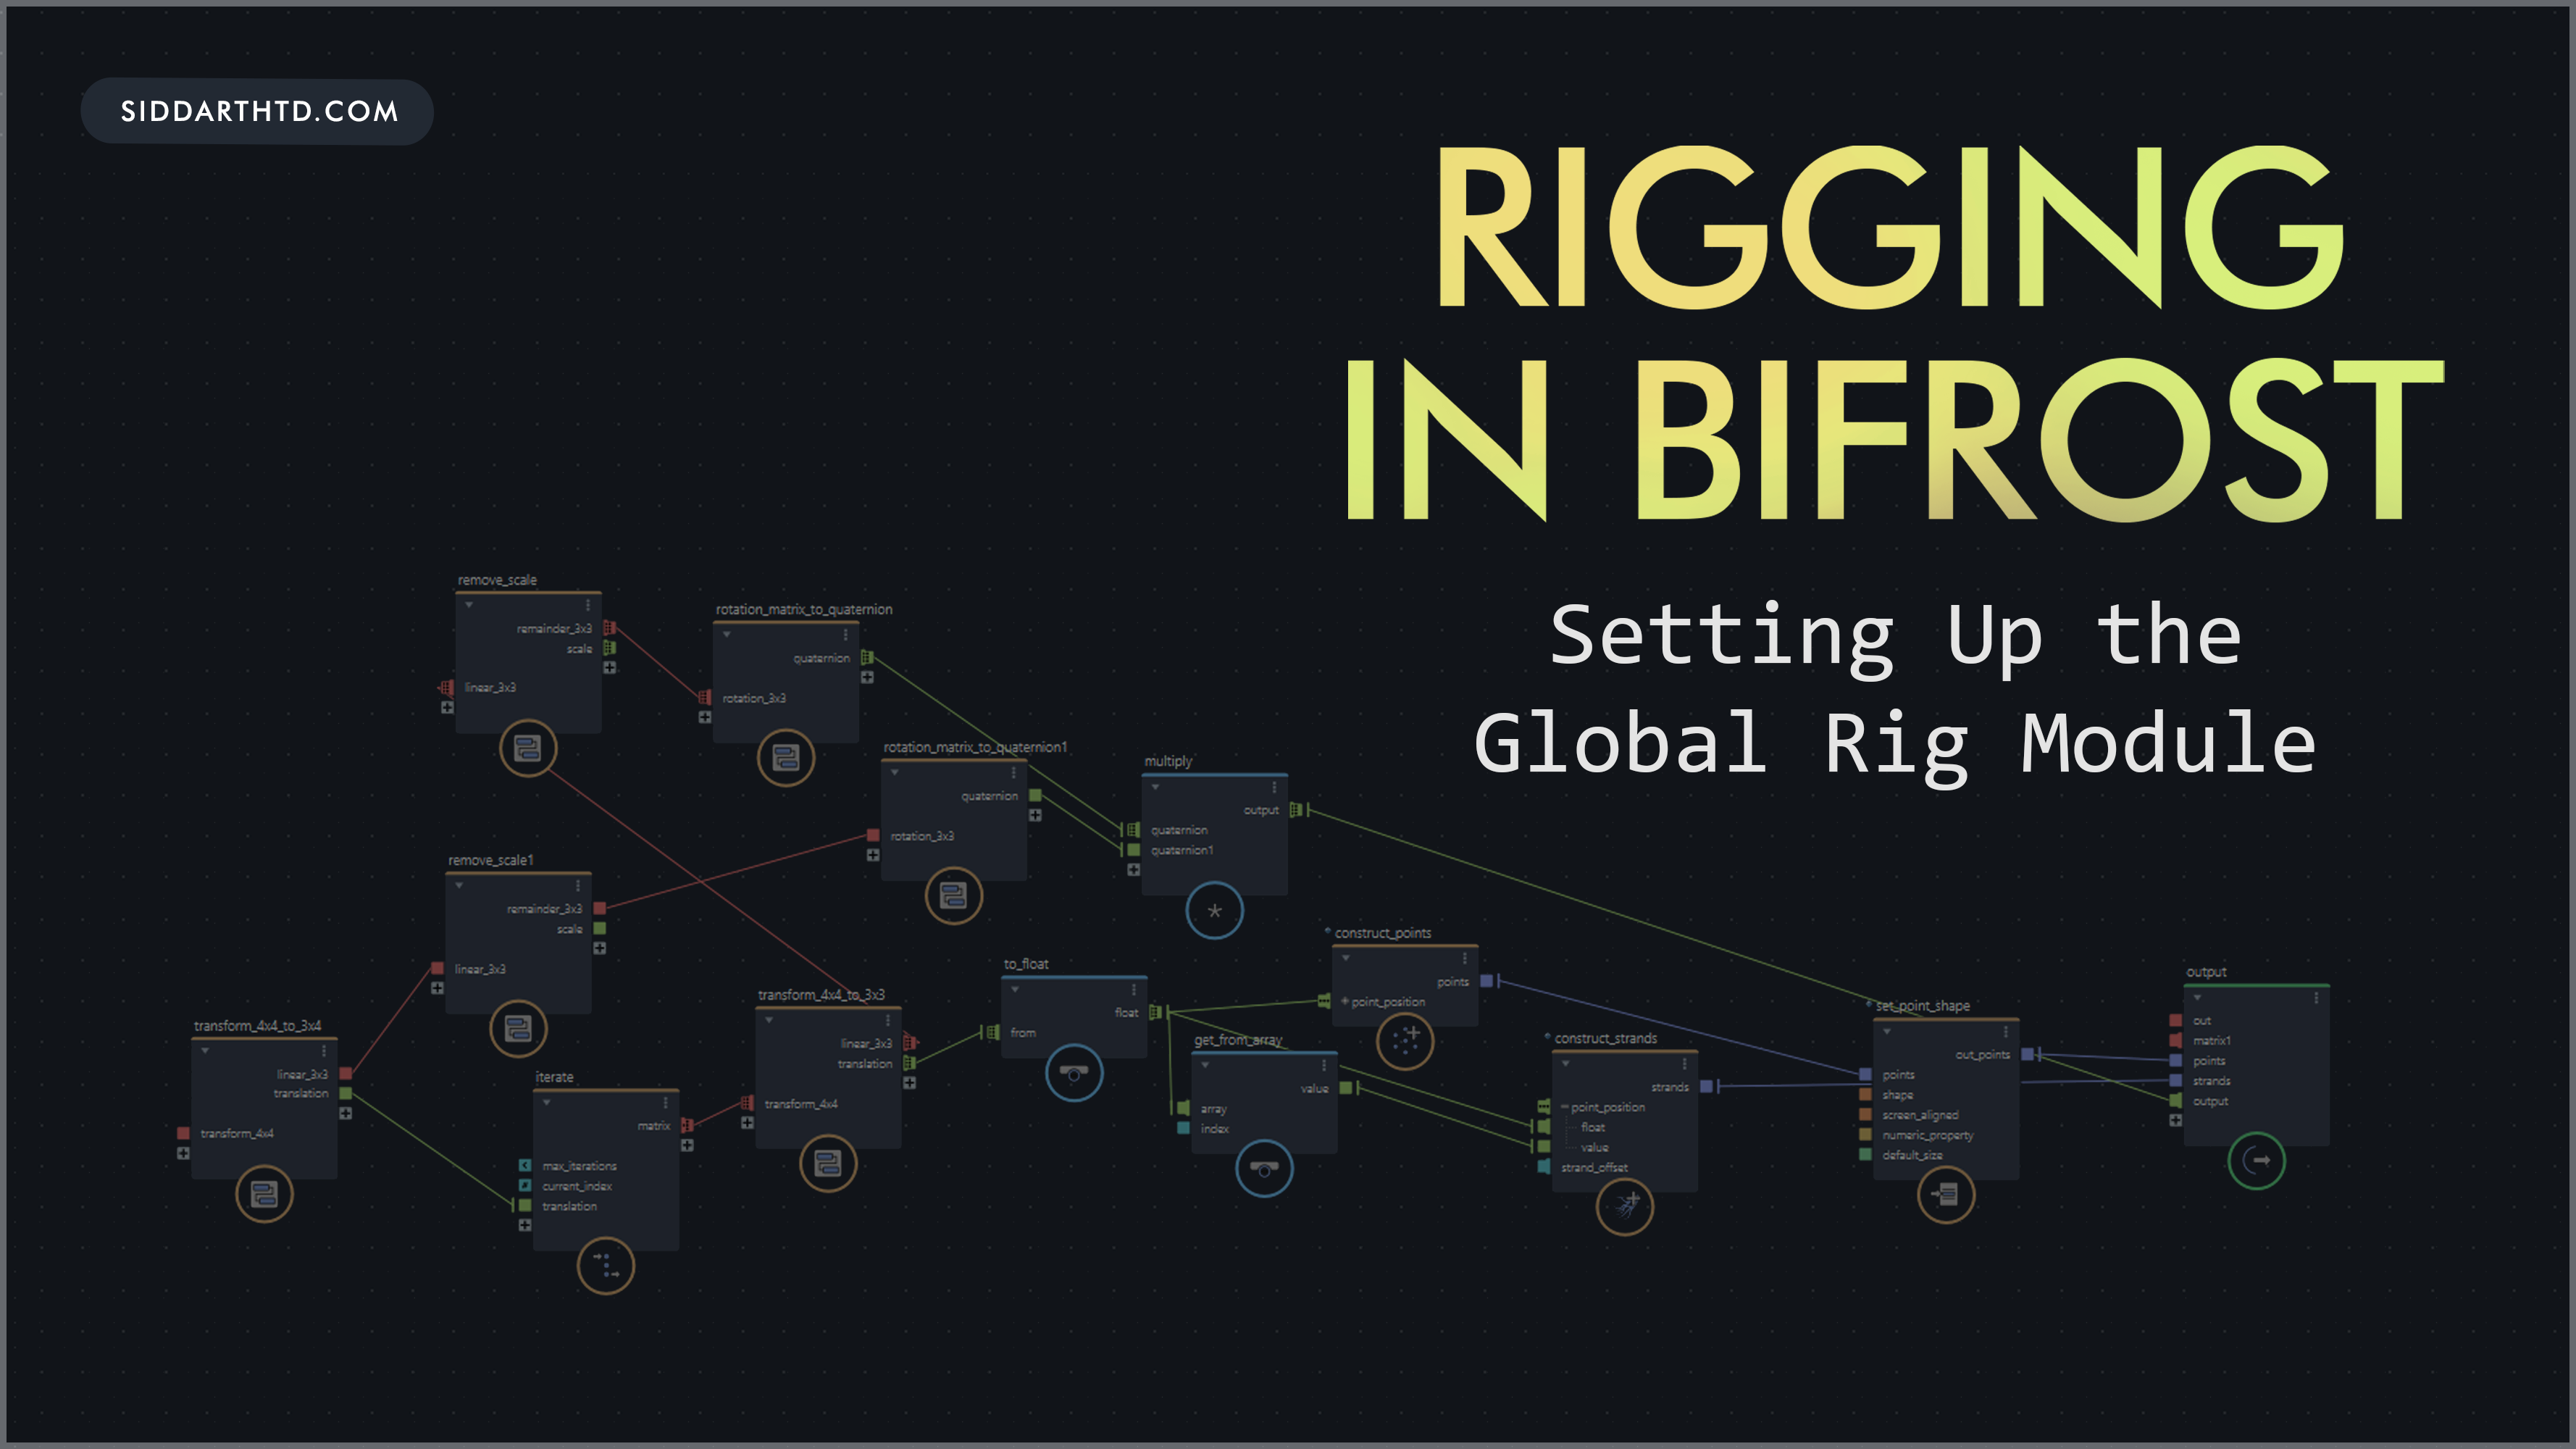 SIDDARTHTD.COM
RIGGING
IN BIFROST
Setting Up the
Global Rig Module
remove_scale
remainder_3x3
scale
linear_3x3
rotation_matrix_to_quaternion
quaternion
rotation_3x3
rotation_matrix_to_quaternion1
quaternion
rotation_3x3
multiply
output
quaternion
quaternion1
*
remove_scale1
remainder_3x3
scale
linear_3x3
transform_4x4_to_3x4
linear_3x3
translation
transform_4x4
iterate
matrix
max_iterations
current_index
translation
transform_4x4_to_3x3
linear_3x3
translation
transform_4x4
to_float
float
from
get_from_array
value
array
index
construct_points
points
point_position
construct_strands
strands
point_position
float
value
strand_offset
set_point_shape
out_points
points
shape
screen_aligned
numeric_property
default_size
output
out
matrix1
points
strands
output